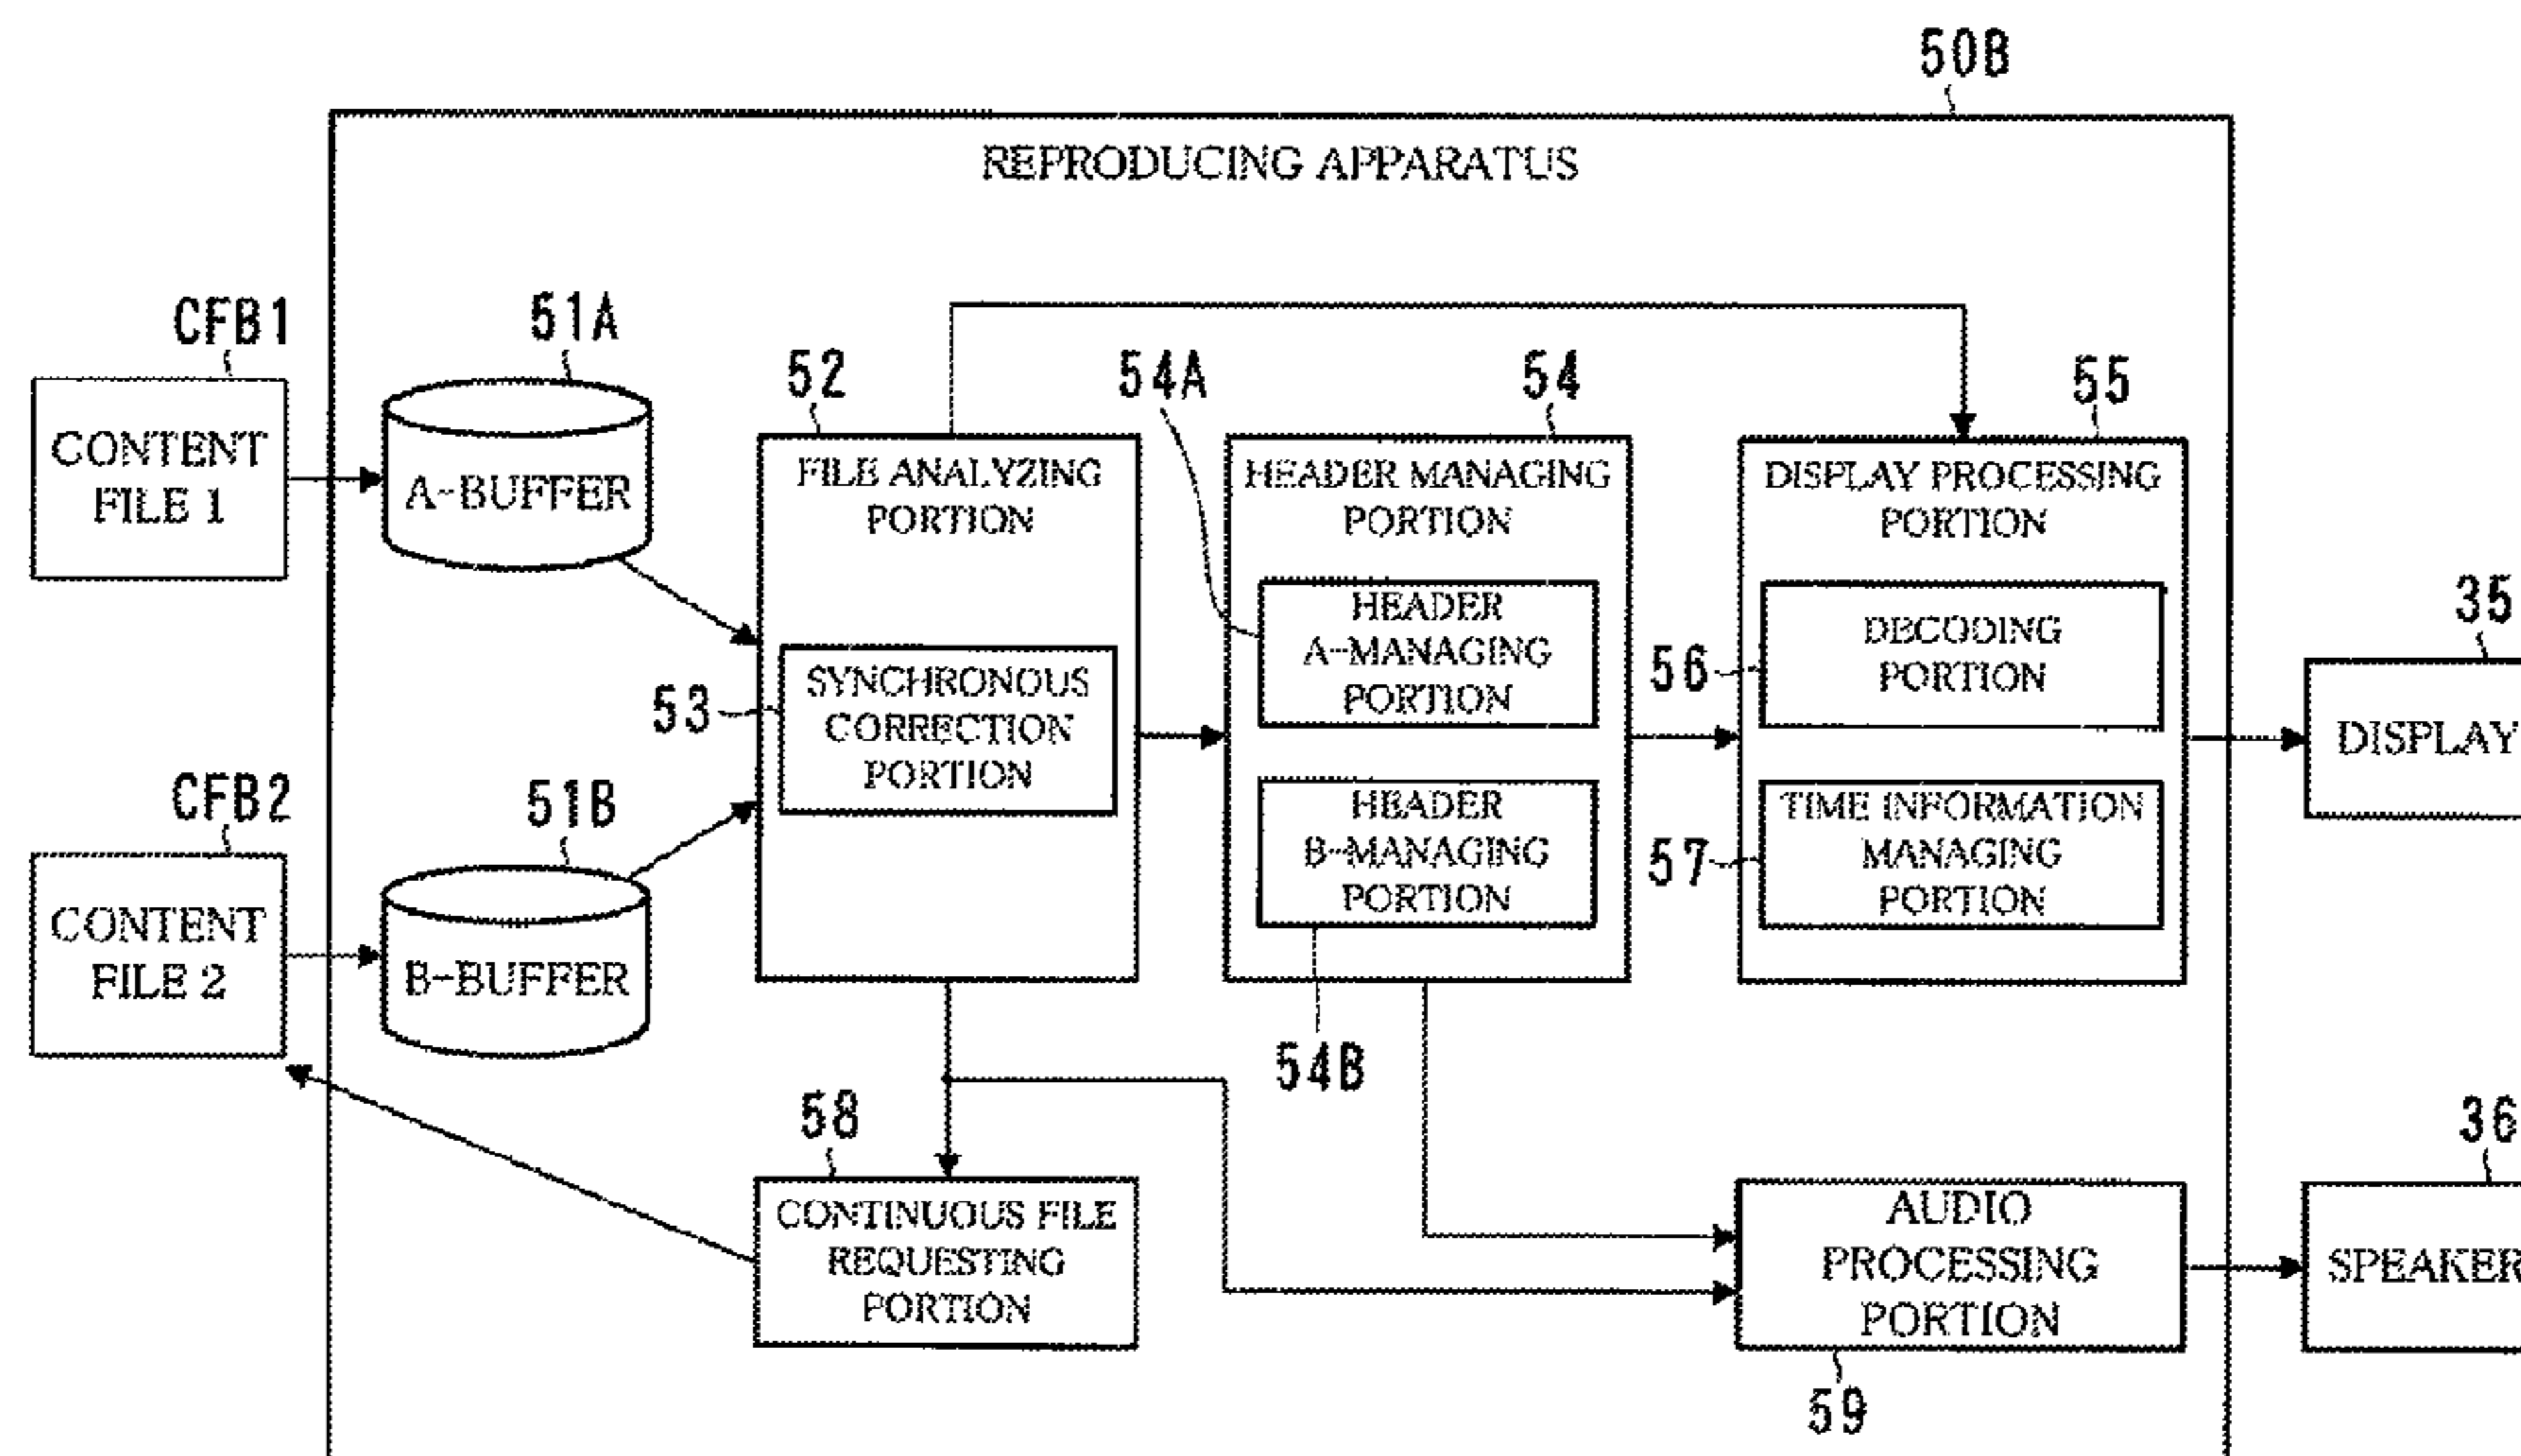 50B
REPRODUCING APPARATUS
CFB1
CONTENT
FILE 1
51A
A-BUFFER
52
FILE ANALYZING
PORTION
53
SYNCHRONOUS
CORRECTION
PORTION
54A
54
HEADER MANAGING
PORTION
HEADER
A-MANAGING
PORTION
HEADER
B-MANAGING
PORTION
54B
55
DISPLAY PROCESSING
PORTION
56
DECODING
PORTION
57
TIME INFORMATION
MANAGING
PORTION
35
DISPLAY
CFB2
CONTENT
FILE 2
51B
B-BUFFER
58
CONTINUOUS FILE
REQUESTING
PORTION
AUDIO
PROCESSING
PORTION
59
36
SPEAKER